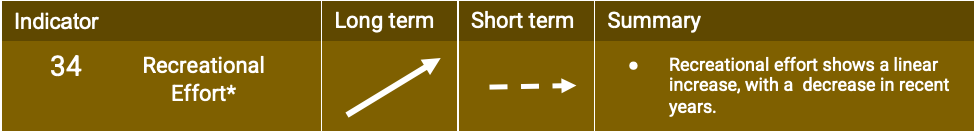 Indicator Long term Short term Summary
34 Recreational
Effort*
● Recreational effort shows a linear
increase, with a decrease in recent
years.